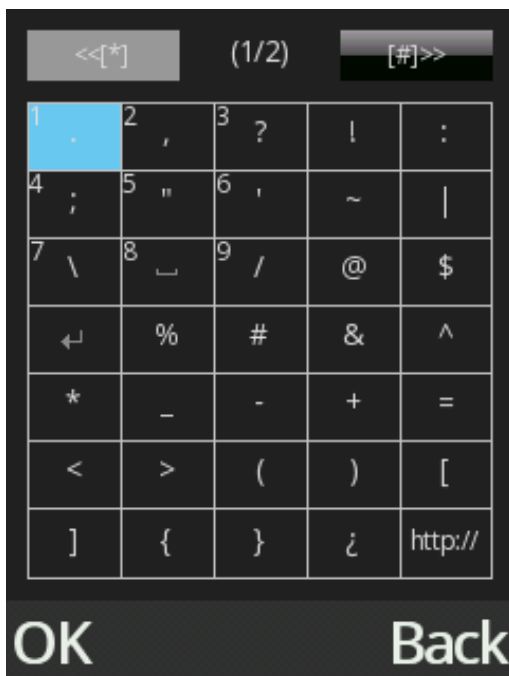 <<[*] (1/2) [#]>>
1 . 2 , 3 ? ! :
4 ; 5 " 6 ' ~ |
7 \ 8 ⎵ 9 / @ $
↵ % # & ^
* _ - + =
< > ( ) [
] { } ¿ http://
OK Back